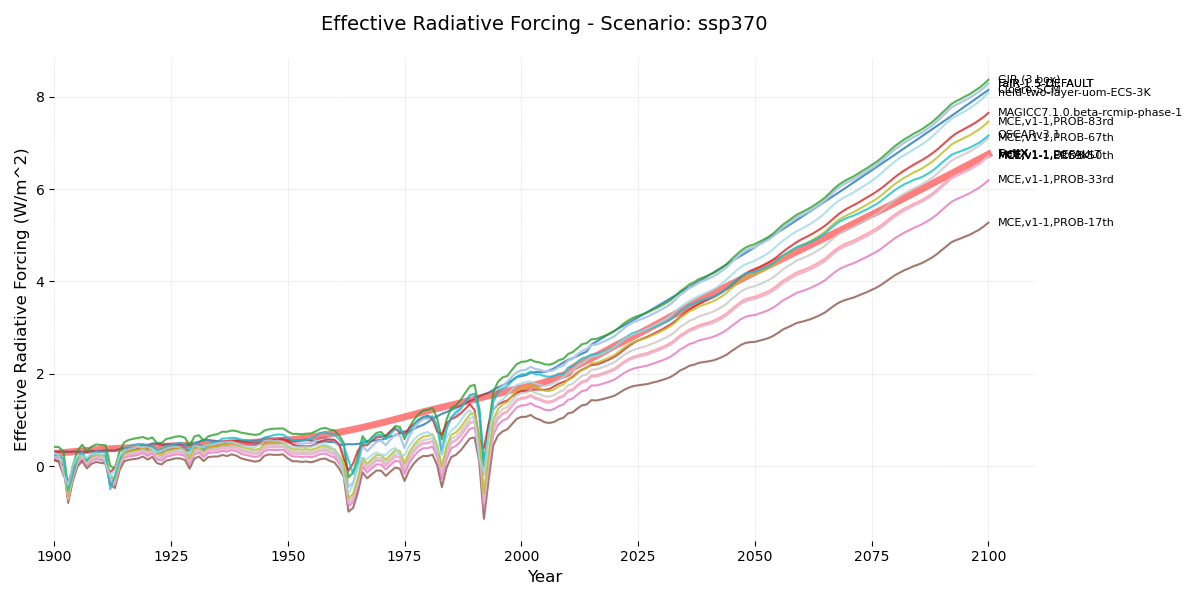 Effective Radiative Forcing - Scenario: ssp370
Effective Radiative Forcing (W/m^2)
8
6
4
2
0
1900
1925
1950
1975
2000
2025
2050
2075
2100
Year
GIR (3 box)
held-two-layer-uom-ECS-3K
MAGICC7.1.0.beta-rcmip-phase-1
MCE,v1-1,PROB-83rd
OSCARv3.1
MCE,v1-1,PROB-67th
MCE,v1-1,PROB-33rd
MCE,v1-1,PROB-17th